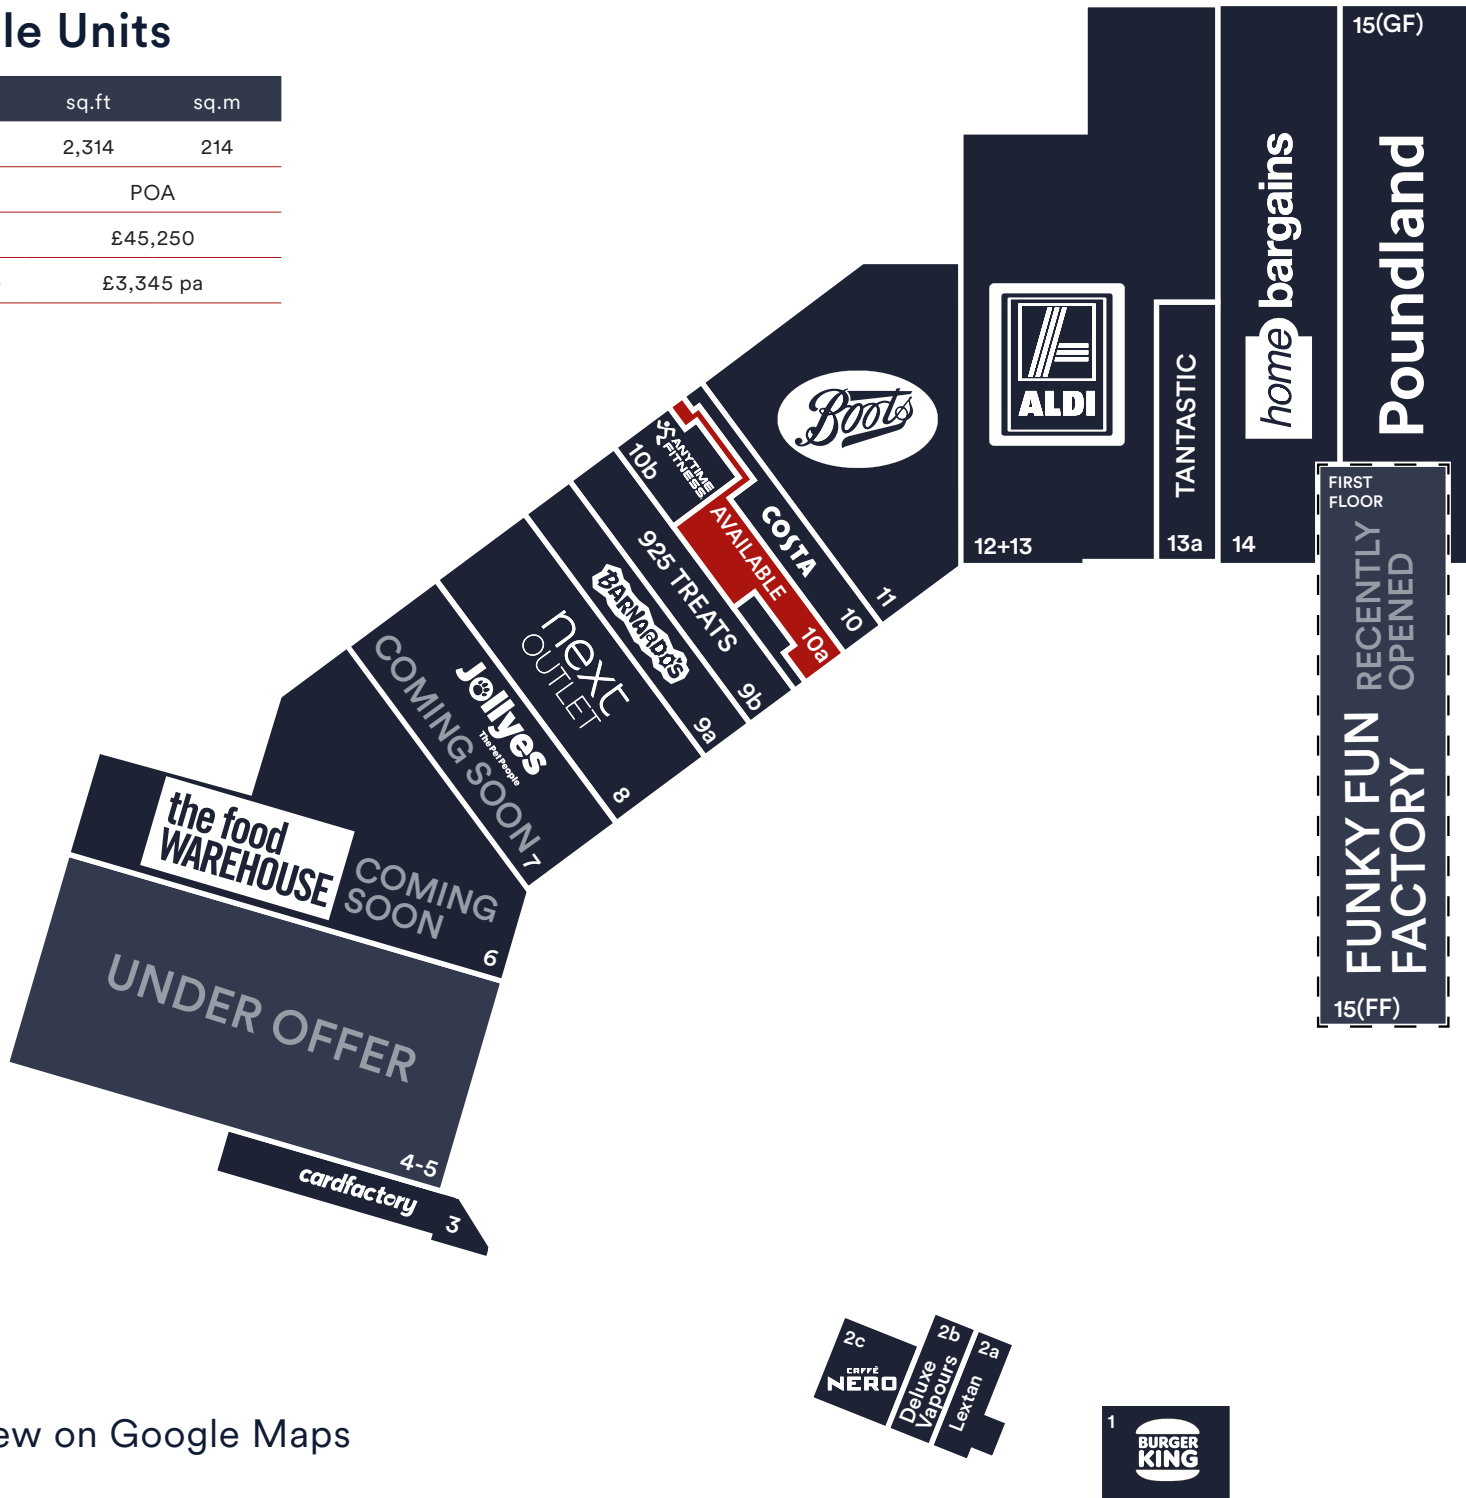 le Units
sq.ft sq.m
2,314 214
POA
£45,250
£3,345 pa
15(GF)
Poundland
home bargains
14
TANTASTIC
13a
ALDI
12+13
Boots
11
COSTA
10
AVAILABLE
10a
10b
ANYTIME
FITNESS
925 TREATS
9b
BARNARDO'S
9a
next
OUTLET
8
Jollyes
The Pet People
COMING SOON
7
the food
WAREHOUSE
COMING
SOON
6
UNDER OFFER
4-5
cardfactory
3
FIRST
FLOOR
FUNKY FUN
FACTORY
RECENTLY
OPENED
15(FF)
2c
CAFFÈ
NERO
2b
Deluxe
Vapours
2a
Lextan
1
BURGER
KING
ew on Google Maps